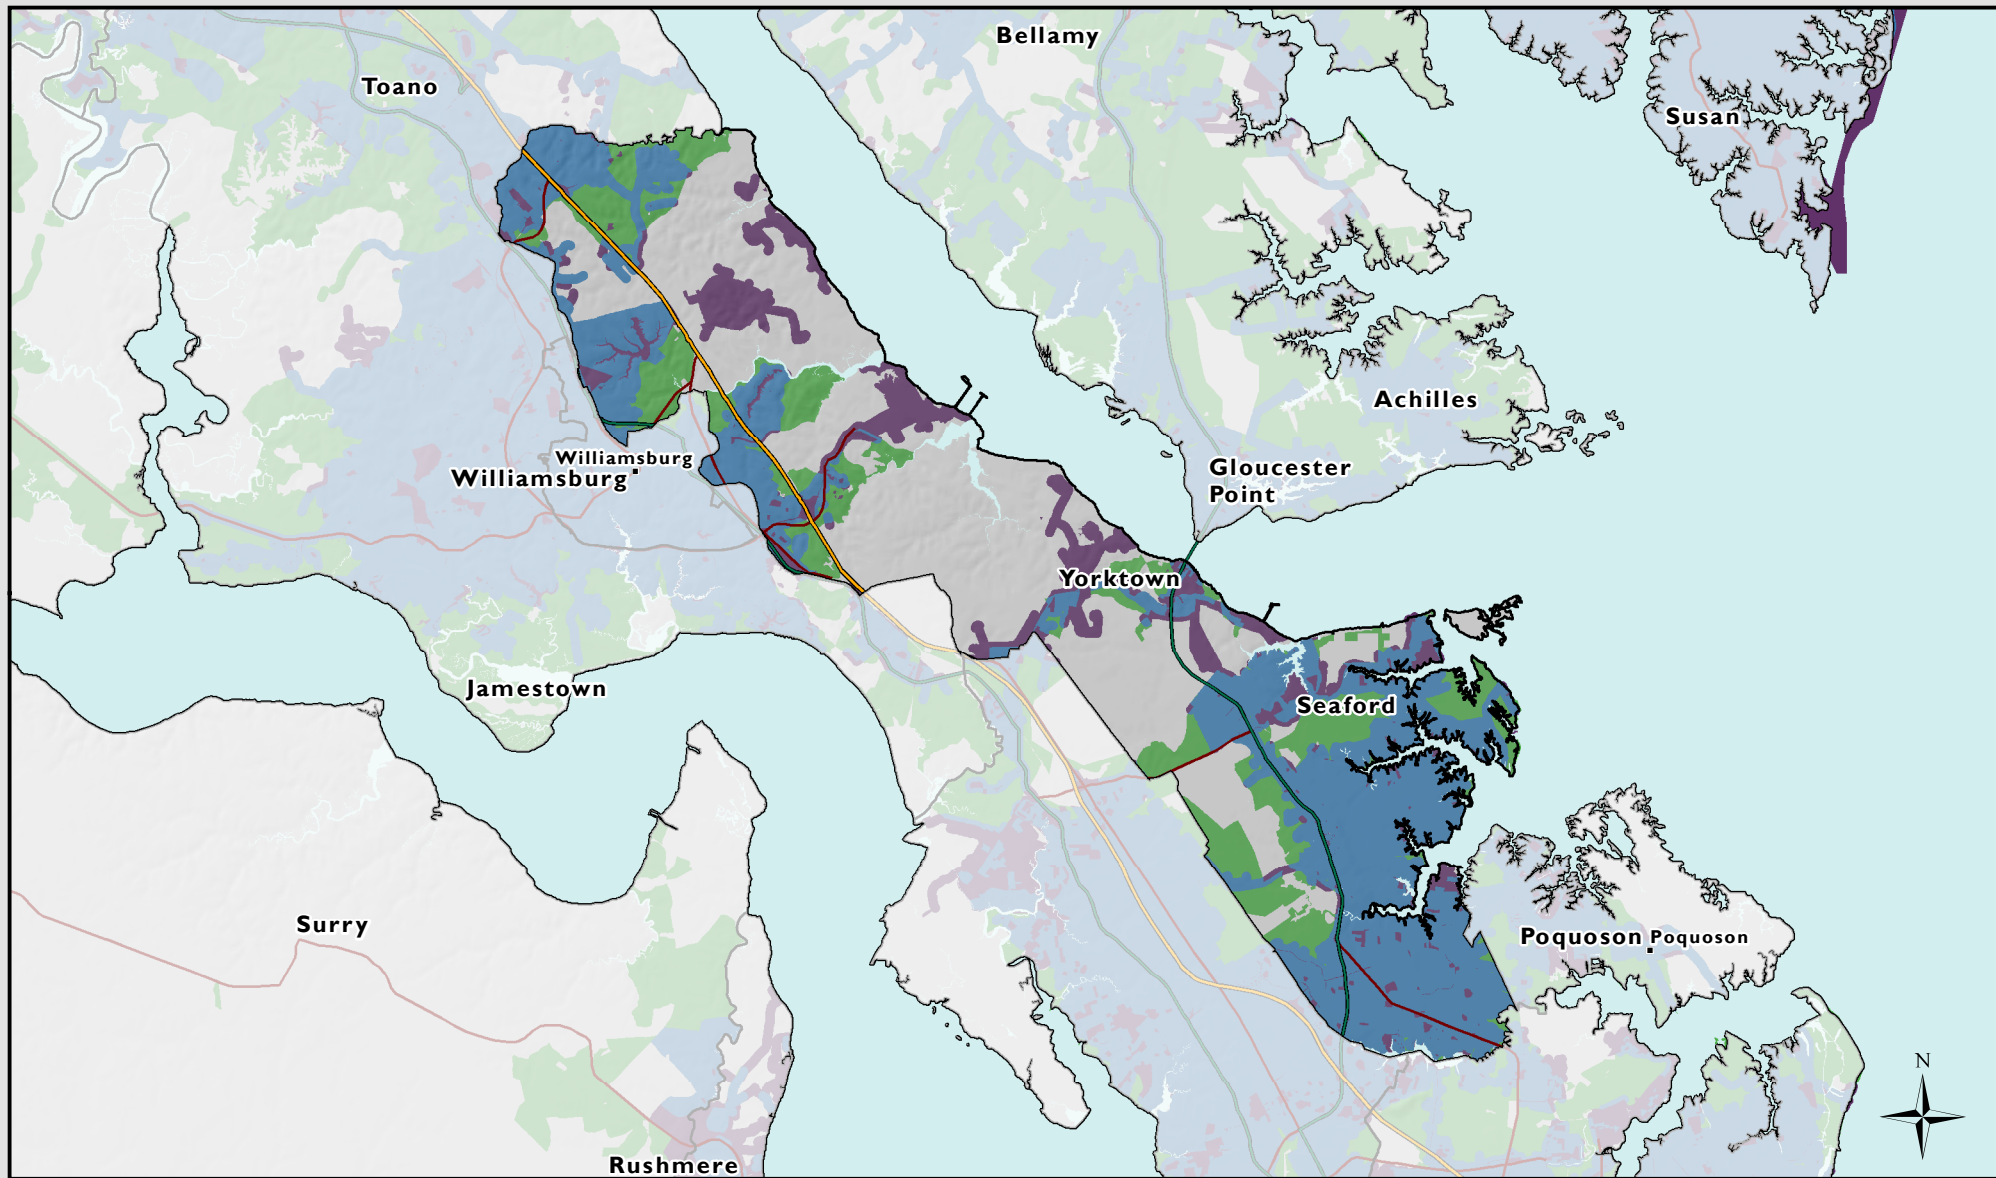 Bellamy
Toano
Susan
Achilles
Williamsburg
Williamsburg
Gloucester
Point
Yorktown
Jamestown
Seaford
Surry
Poquoson
Poquoson
N
Rushmere